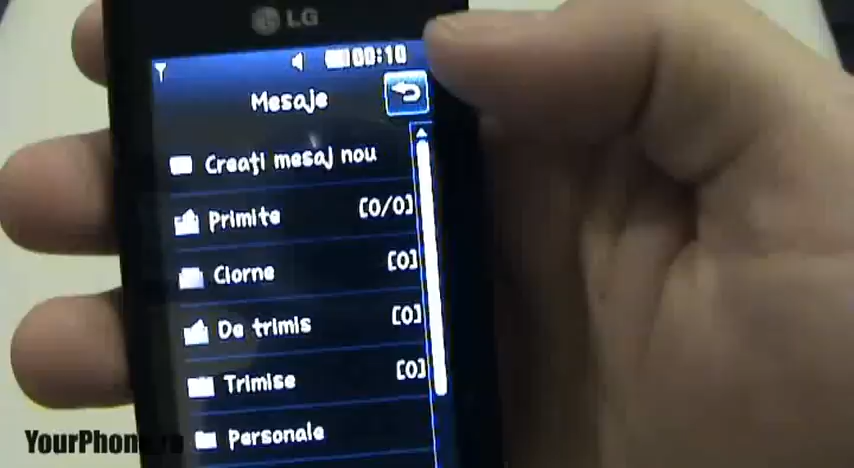 LG
00:10
Mesaje
Creați mesaj nou
Primite [0/0]
Ciorne [0]
De trimis [0]
Trimise [0]
Personale
YourPhone